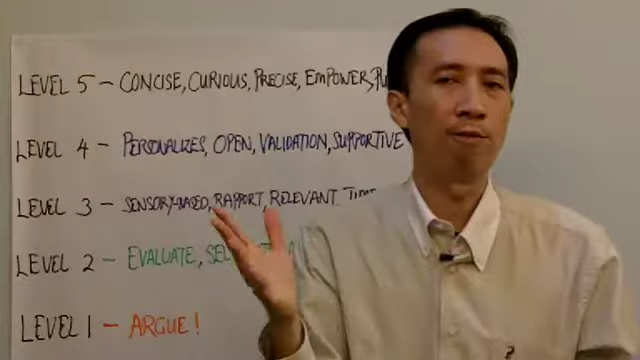 LEVEL 5 - CONCISE, CURIOUS, PRECISE, EMPOWER,
LEVEL 4 - PERSONALIZES, OPEN, VALIDATION, SUPPORTIVE
LEVEL 3 - SENSORY-BASED, RAPPORT, RELEVANT
LEVEL 2 - EVALUATE,
LEVEL 1 - ARGUE!